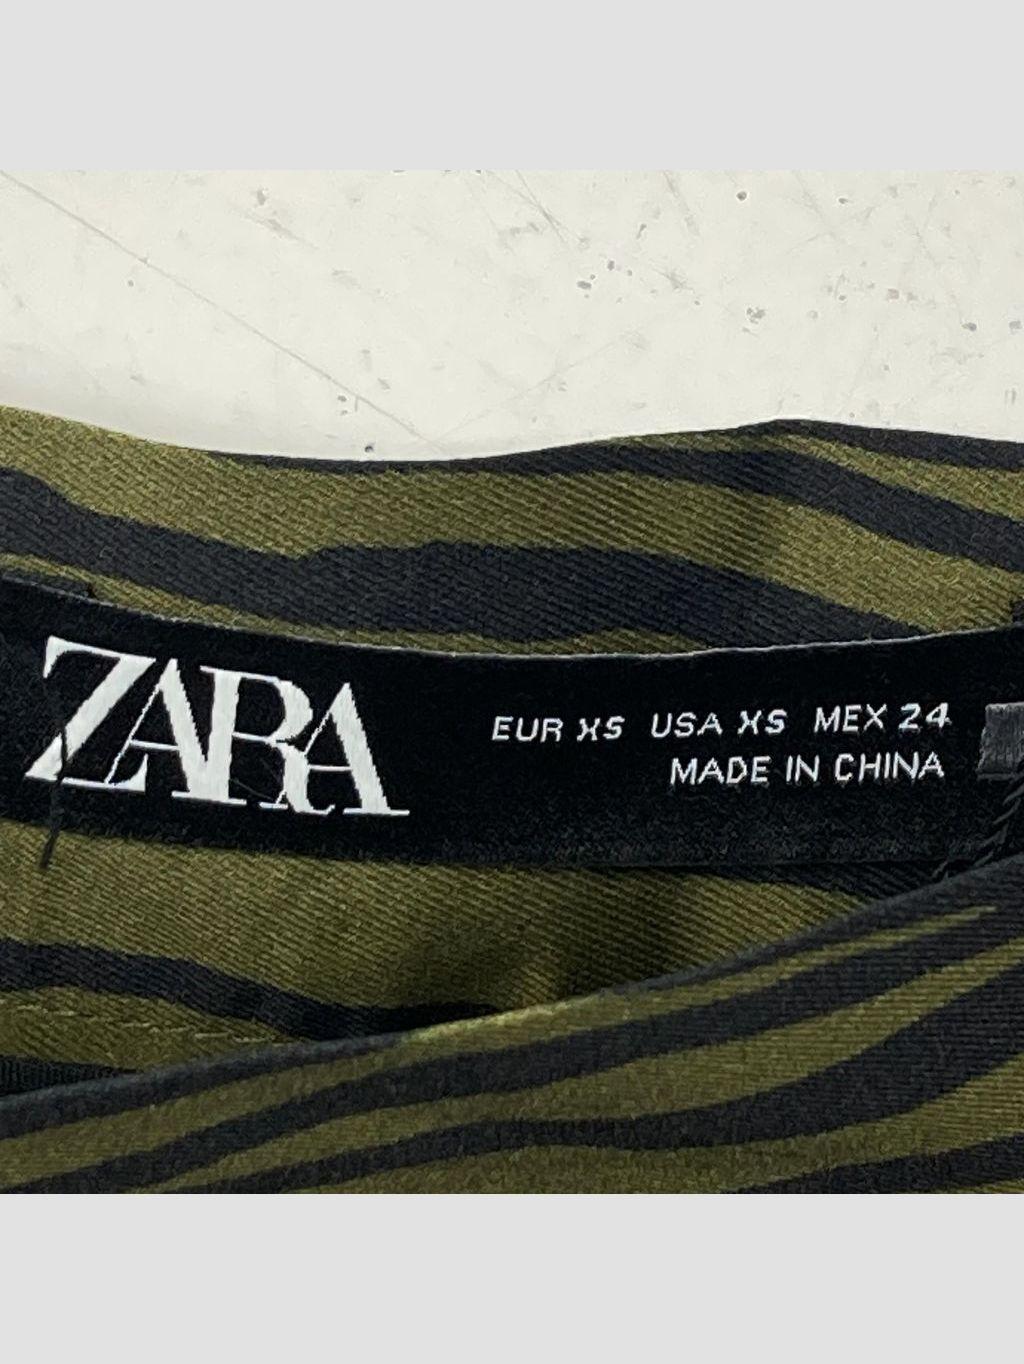 ZARA
EUR XS USA XS MEX 24
MADE IN CHINA